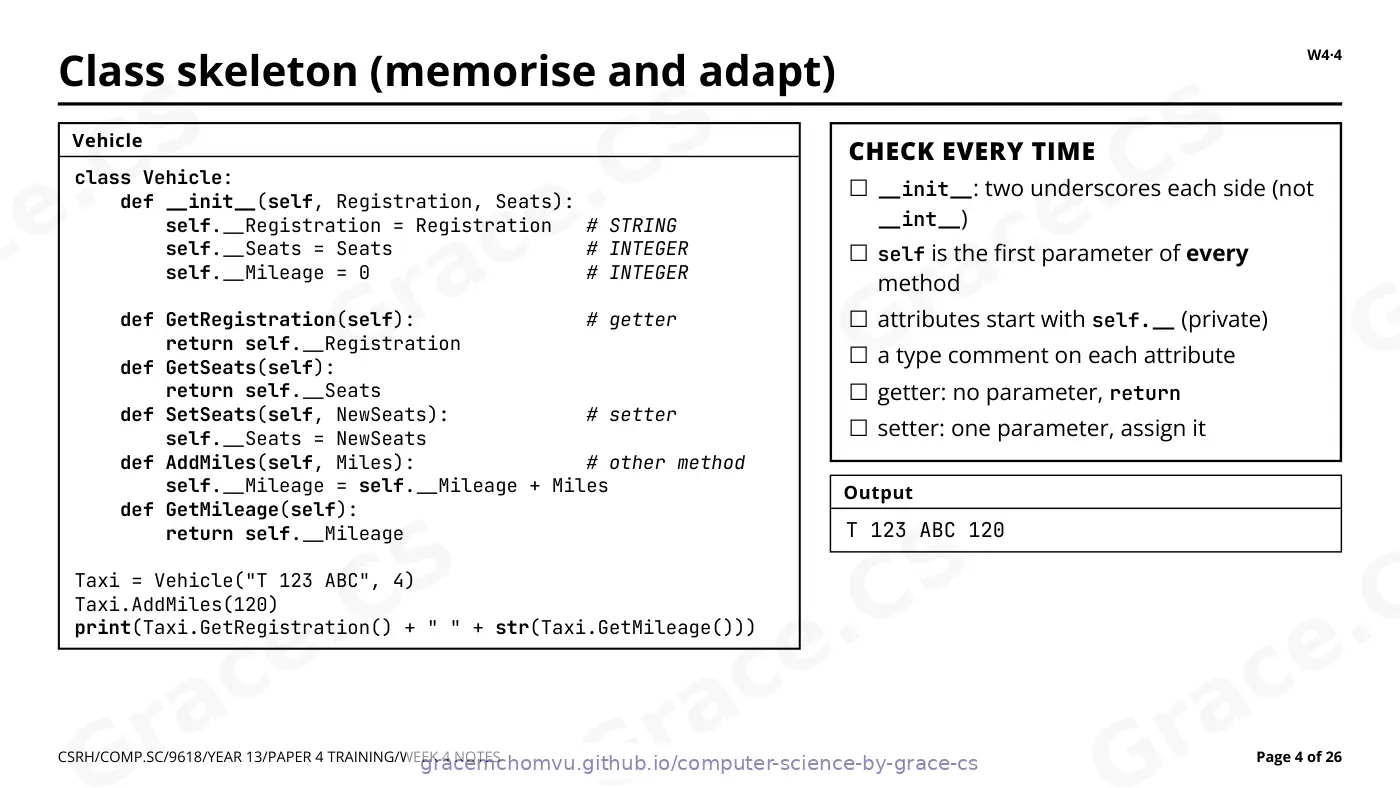 Class skeleton (memorise and adapt)
W4·4
Vehicle
class Vehicle:
    def __init__(self, Registration, Seats):
        self.__Registration = Registration   # STRING
        self.__Seats = Seats                 # INTEGER
        self.__Mileage = 0                   # INTEGER
    def GetRegistration(self):               # getter
        return self.__Registration
    def GetSeats(self):
        return self.__Seats
    def SetSeats(self, NewSeats):            # setter
        self.__Seats = NewSeats
    def AddMiles(self, Miles):               # other method
        self.__Mileage = self.__Mileage + Miles
    def GetMileage(self):
        return self.__Mileage
Taxi = Vehicle("T 123 ABC", 4)
Taxi.AddMiles(120)
print(Taxi.GetRegistration() + " " + str(Taxi.GetMileage()))
CHECK EVERY TIME
☐ __init__: two underscores each side (not
__int__)
☐ self is the first parameter of every
method
☐ attributes start with self.__ (private)
☐ a type comment on each attribute
☐ getter: no parameter, return
☐ setter: one parameter, assign it
Output
T 123 ABC 120
CSRH/COMP.SC/9618/YEAR 13/PAPER 4 TRAINING/WEEK 4 NOTES
gracemchomvu.github.io/computer-science-by-grace-cs
Page 4 of 26
Grace.CS